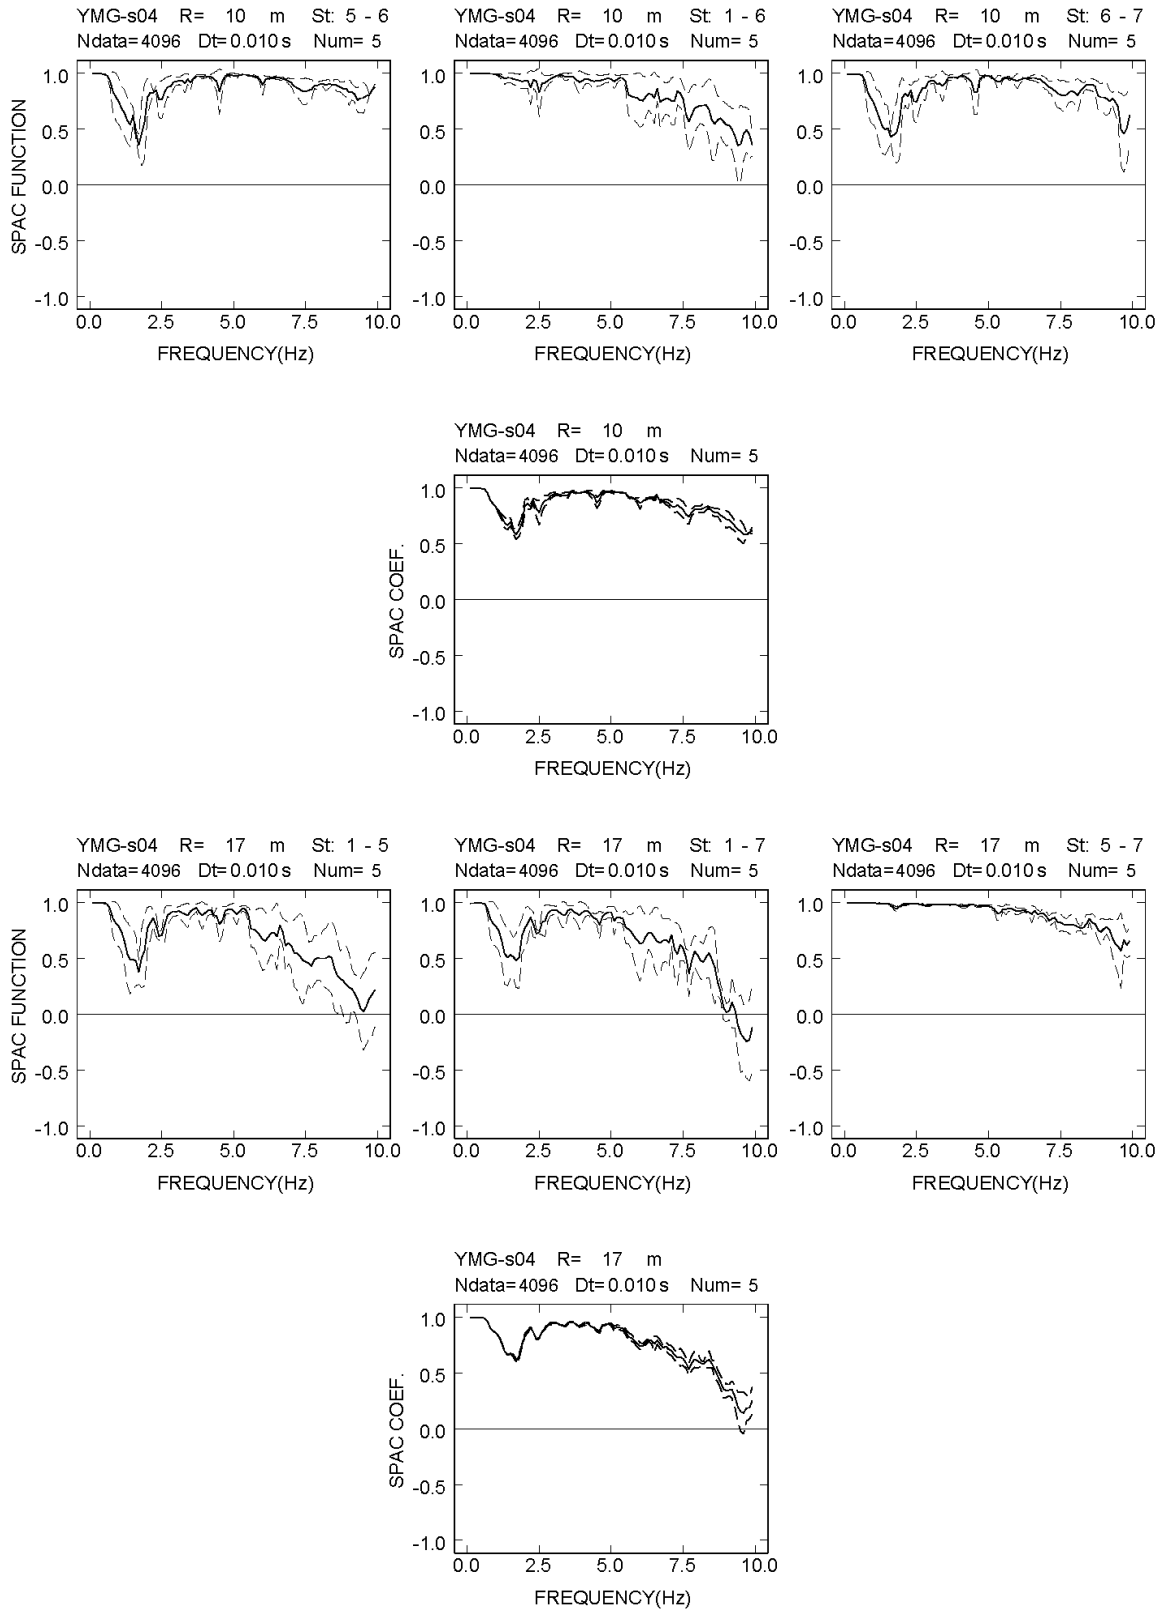 YMG-s04 R= 10 m St: 5 - 6
Ndata=4096 Dt=0.010 s Num= 5
YMG-s04 R= 10 m St: 1 - 6
Ndata=4096 Dt=0.010 s Num= 5
YMG-s04 R= 10 m St: 6 - 7
Ndata=4096 Dt=0.010 s Num= 5
SPAC FUNCTION
1.0
0.5
0.0
-0.5
-1.0
0.0 2.5 5.0 7.5 10.0
FREQUENCY(Hz)
1.0
0.5
0.0
-0.5
-1.0
0.0 2.5 5.0 7.5 10.0
FREQUENCY(Hz)
1.0
0.5
0.0
-0.5
-1.0
0.0 2.5 5.0 7.5 10.0
FREQUENCY(Hz)
YMG-s04 R= 10 m
Ndata=4096 Dt=0.010 s Num= 5
SPAC COEF.
1.0
0.5
0.0
-0.5
-1.0
0.0 2.5 5.0 7.5 10.0
FREQUENCY(Hz)
YMG-s04 R= 17 m St: 1 - 5
Ndata=4096 Dt=0.010 s Num= 5
YMG-s04 R= 17 m St: 1 - 7
Ndata=4096 Dt=0.010 s Num= 5
YMG-s04 R= 17 m St: 5 - 7
Ndata=4096 Dt=0.010 s Num= 5
SPAC FUNCTION
1.0
0.5
0.0
-0.5
-1.0
0.0 2.5 5.0 7.5 10.0
FREQUENCY(Hz)
1.0
0.5
0.0
-0.5
-1.0
0.0 2.5 5.0 7.5 10.0
FREQUENCY(Hz)
1.0
0.5
0.0
-0.5
-1.0
0.0 2.5 5.0 7.5 10.0
FREQUENCY(Hz)
YMG-s04 R= 17 m
Ndata=4096 Dt=0.010 s Num= 5
SPAC COEF.
1.0
0.5
0.0
-0.5
-1.0
0.0 2.5 5.0 7.5 10.0
FREQUENCY(Hz)